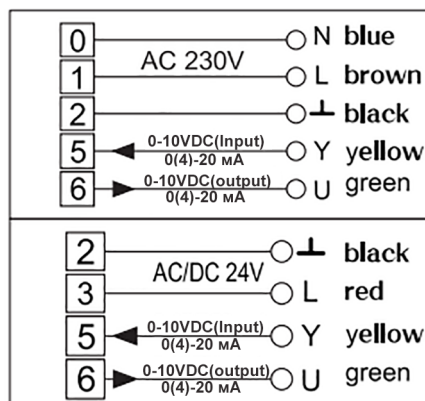 0 N blue
AC 230V
1 L brown
2 ⊥ black
0-10VDC(Input)
5 Y yellow
0(4)-20 мА
0-10VDC(output)
6 U green
0(4)-20 мА
2 ⊥ black
AC/DC 24V
3 L red
0-10VDC(Input)
5 Y yellow
0(4)-20 мА
0-10VDC(output)
6 U green
0(4)-20 мА